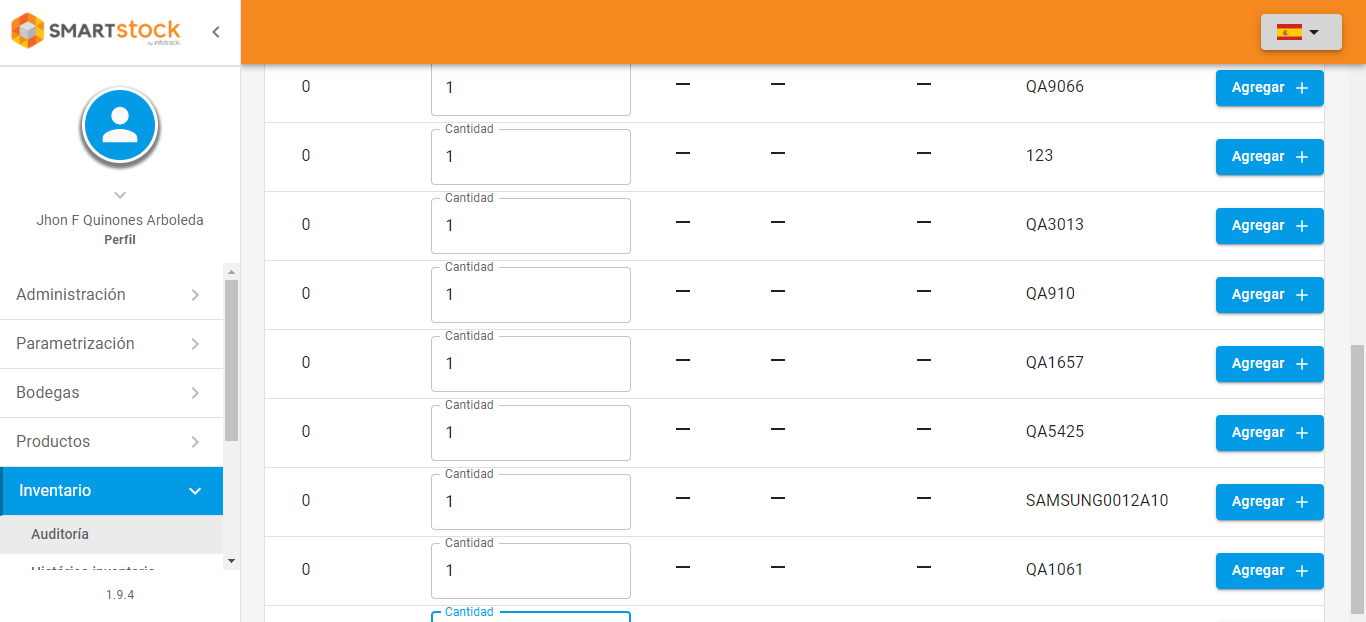 SMARTstock
by infotrack.
Jhon F Quinones Arboleda
Perfil
Administración
Parametrización
Bodegas
Productos
Inventario
Auditoría
Histórico inventario
1.9.4
0 1 — — — QA9066 Agregar +
Cantidad
0 1 — — — 123 Agregar +
Cantidad
0 1 — — — QA3013 Agregar +
Cantidad
0 1 — — — QA910 Agregar +
Cantidad
0 1 — — — QA1657 Agregar +
Cantidad
0 1 — — — QA5425 Agregar +
Cantidad
0 1 — — — SAMSUNG0012A10 Agregar +
Cantidad
0 1 — — — QA1061 Agregar +
Cantidad